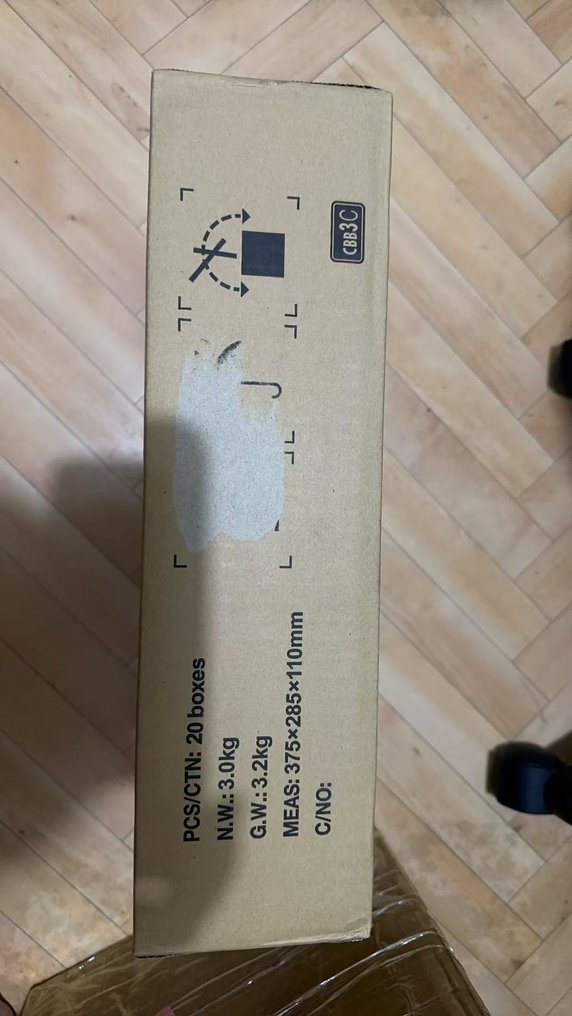 CBB3C
PCS/CTN: 20 boxes
N.W.: 3.0kg
G.W.: 3.2kg
MEAS: 375×285×110mm
C/NO: